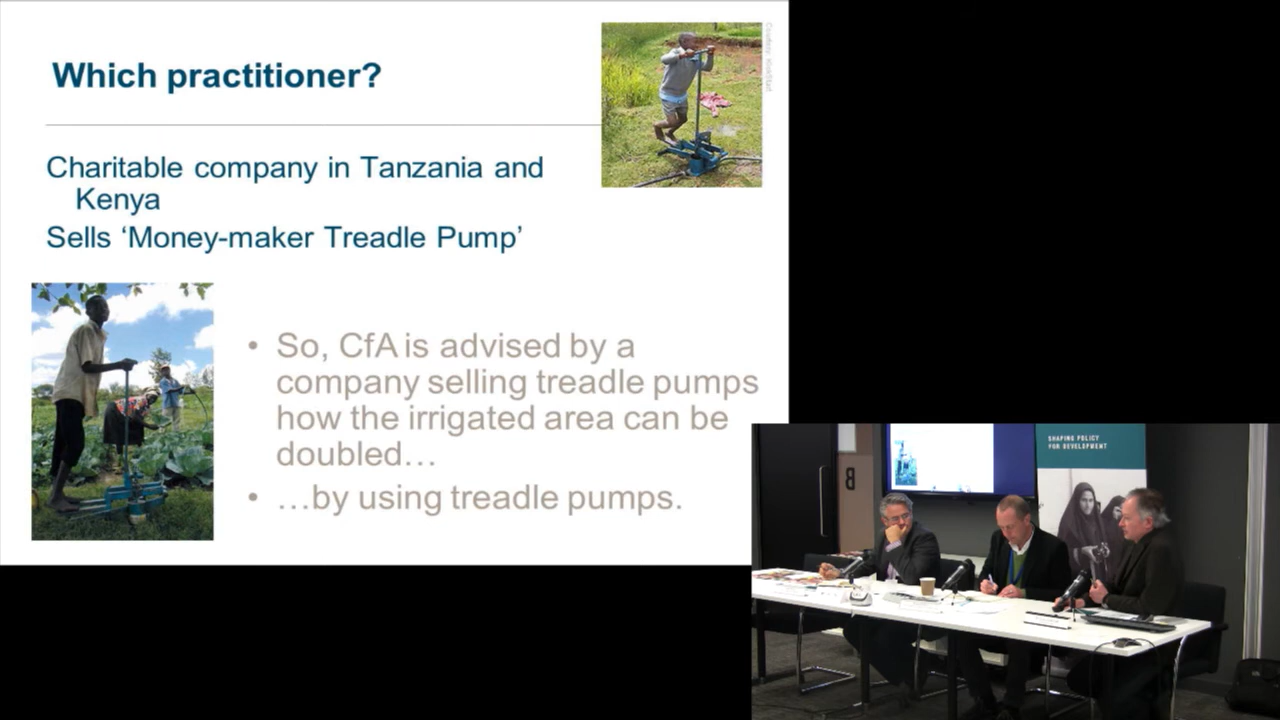 Which practitioner?
Charitable company in Tanzania and
Kenya
Sells ‘Money-maker Treadle Pump’
• So, CfA is advised by a
company selling treadle pumps
how the irrigated area can be
doubled…
• …by using treadle pumps.
SHAPING POLICY
FOR DEVELOPMENT